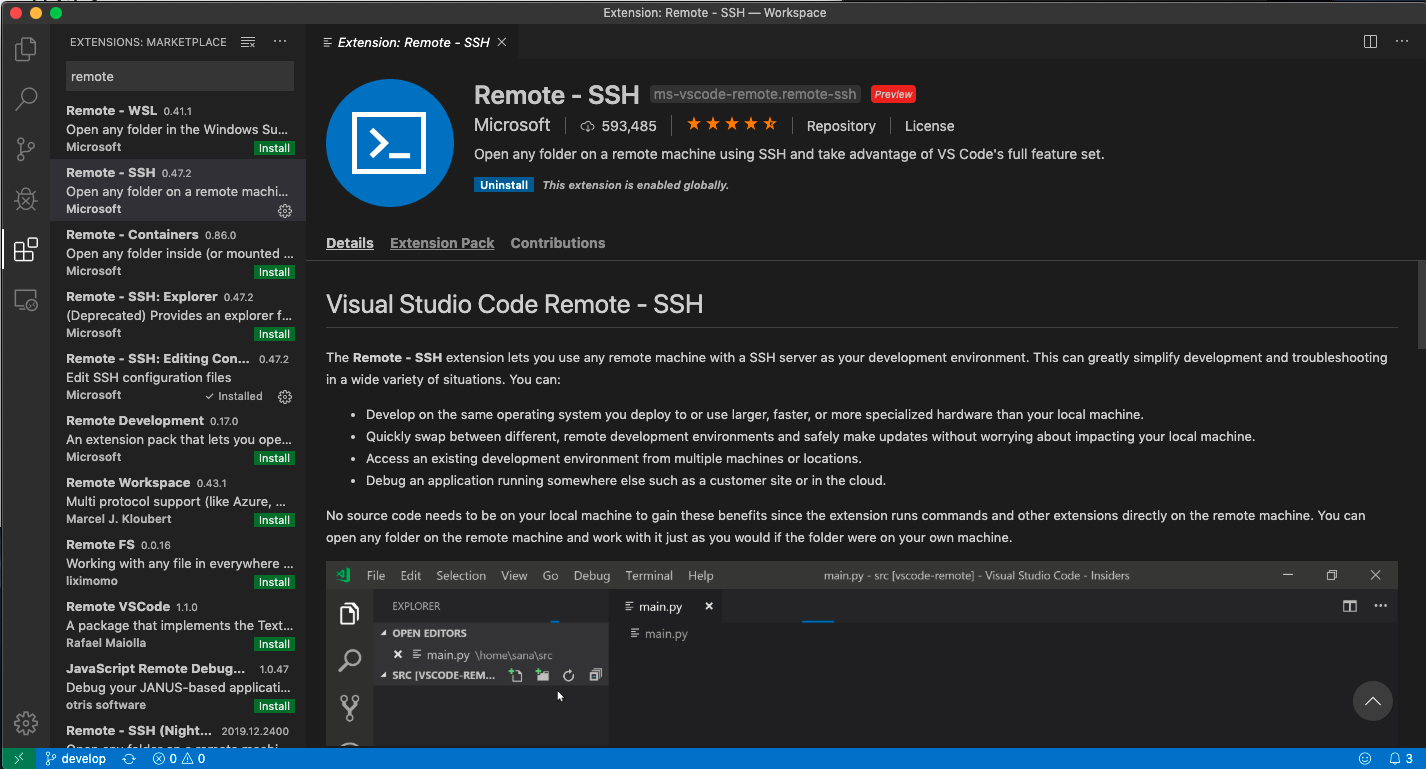 Extension: Remote - SSH — Workspace
EXTENSIONS: MARKETPLACE
remote
Remote - WSL 0.41.1
Open any folder in the Windows Su...
Microsoft Install
Remote - SSH 0.47.2
Open any folder on a remote machi...
Microsoft
Remote - Containers 0.86.0
Open any folder inside (or mounted ...
Microsoft Install
Remote - SSH: Explorer 0.47.2
(Deprecated) Provides an explorer f...
Microsoft Install
Remote - SSH: Editing Con... 0.47.2
Edit SSH configuration files
Microsoft ✓ Installed
Remote Development 0.17.0
An extension pack that lets you ope...
Microsoft Install
Remote Workspace 0.43.1
Multi protocol support (like Azure, ...
Marcel J. Kloubert Install
Remote FS 0.0.16
Working with any file in everywhere ...
liximomo Install
Remote VSCode 1.1.0
A package that implements the Text...
Rafael Maiolla Install
JavaScript Remote Debug... 1.0.47
Debug your JANUS-based applicati...
otris software Install
Remote - SSH (Night... 2019.12.2400
Open any folder on a remote machi...
Extension: Remote - SSH
Remote - SSH ms-vscode-remote.remote-ssh Preview
Microsoft 593,485 Repository License
Open any folder on a remote machine using SSH and take advantage of VS Code's full feature set.
Uninstall This extension is enabled globally.
Details Extension Pack Contributions
Visual Studio Code Remote - SSH
The Remote - SSH extension lets you use any remote machine with a SSH server as your development environment. This can greatly simplify development and troubleshooting
in a wide variety of situations. You can:
• Develop on the same operating system you deploy to or use larger, faster, or more specialized hardware than your local machine.
• Quickly swap between different, remote development environments and safely make updates without worrying about impacting your local machine.
• Access an existing development environment from multiple machines or locations.
• Debug an application running somewhere else such as a customer site or in the cloud.
No source code needs to be on your local machine to gain these benefits since the extension runs commands and other extensions directly on the remote machine. You can
open any folder on the remote machine and work with it just as you would if the folder were on your own machine.
File Edit Selection View Go Debug Terminal Help main.py - src [vscode-remote] - Visual Studio Code - Insiders
EXPLORER
main.py
OPEN EDITORS
main.py
main.py \home\sana\src
SRC [VSCODE-REM...
develop 0 0 3